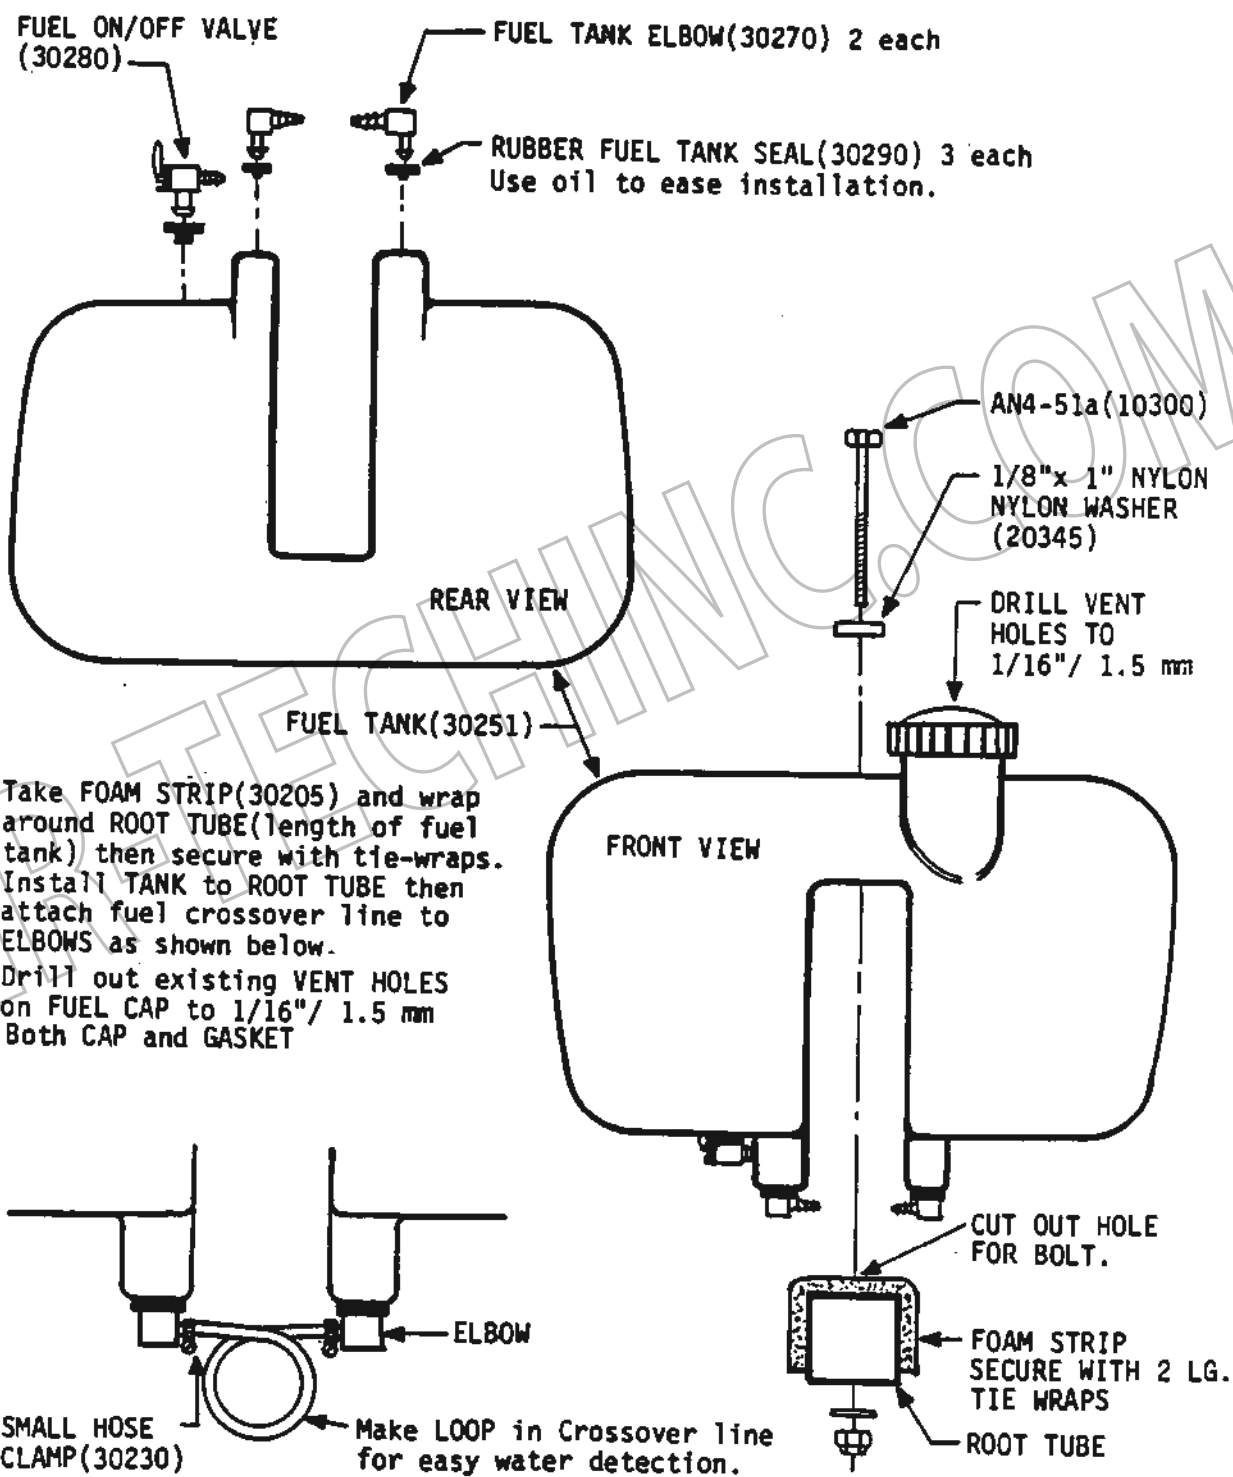 FUEL ON/OFF VALVE
(30280)
FUEL TANK ELBOW(30270) 2 each
RUBBER FUEL TANK SEAL(30290) 3 each
Use oil to ease installation.
AN4-51a(10300)
1/8"x 1" NYLON
NYLON WASHER
(20345)
REAR VIEW
DRILL VENT
HOLES TO
1/16"/ 1.5 mm
FUEL TANK(30251)
Take FOAM STRIP(30205) and wrap
around ROOT TUBE(length of fuel
tank) then secure with tie-wraps.
Install TANK to ROOT TUBE then
attach fuel crossover line to
ELBOWS as shown below.
Drill out existing VENT HOLES
on FUEL CAP to 1/16"/ 1.5 mm
Both CAP and GASKET
FRONT VIEW
CUT OUT HOLE
FOR BOLT.
ELBOW
FOAM STRIP
SECURE WITH 2 LG.
TIE WRAPS
SMALL HOSE
CLAMP(30230)
Make LOOP in Crossover line
for easy water detection.
ROOT TUBE
R-TECHINC.COM